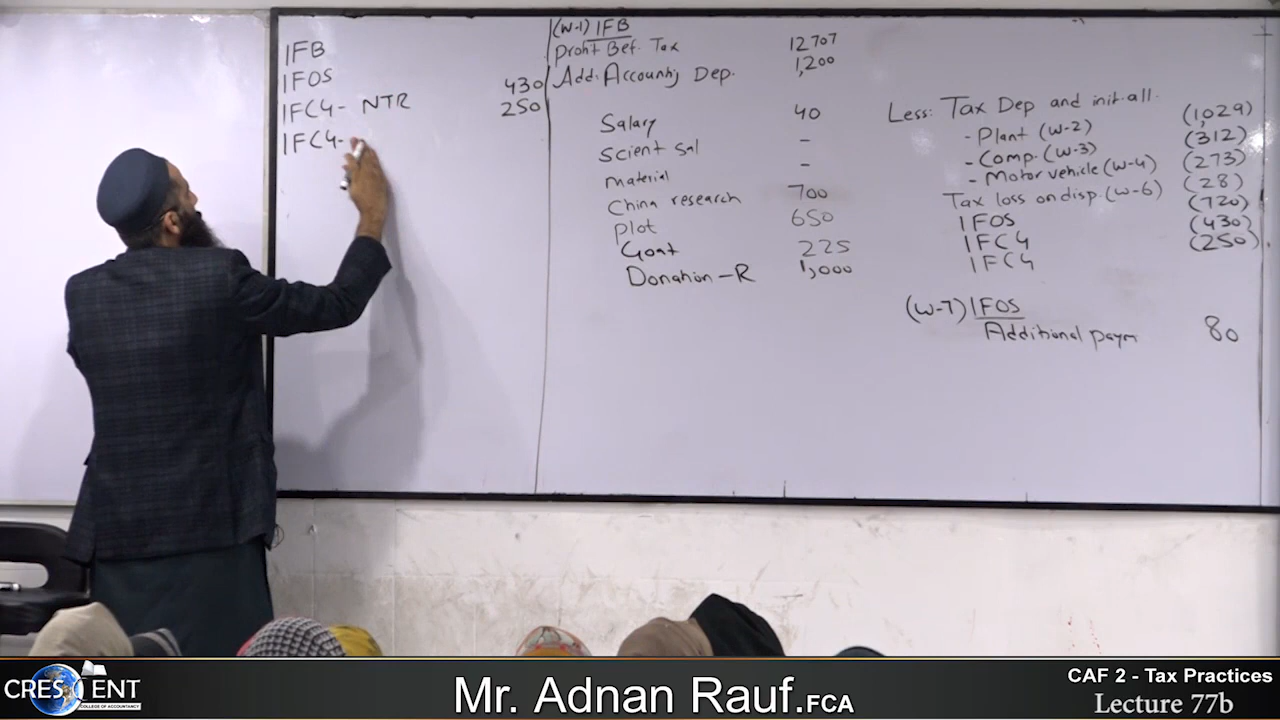 IFB
IFOS 430
IFC4- NTR 250
IFC4-
(W-1) IFB
Profit Bef. Tax 12707
Add: Accounting Dep. 1,200
Salary 40
Scient Sal -
material -
China research 700
plot 650
Goat 225
Donation - R 1,000
Less: Tax Dep and init.all.
- Plant (W-2) (1,029)
- Comp. (W-3) (312)
- Motor vehicle (W-4) (273)
Tax loss on disp. (W-6) (28)
IFOS (720)
IFC4 (430)
IFC4 (250)
(W-7) IFOS
Additional paym 80
CRESCENT
COLLEGE OF ACCOUNTANCY
Mr. Adnan Rauf.FCA
CAF 2 - Tax Practices
Lecture 77b